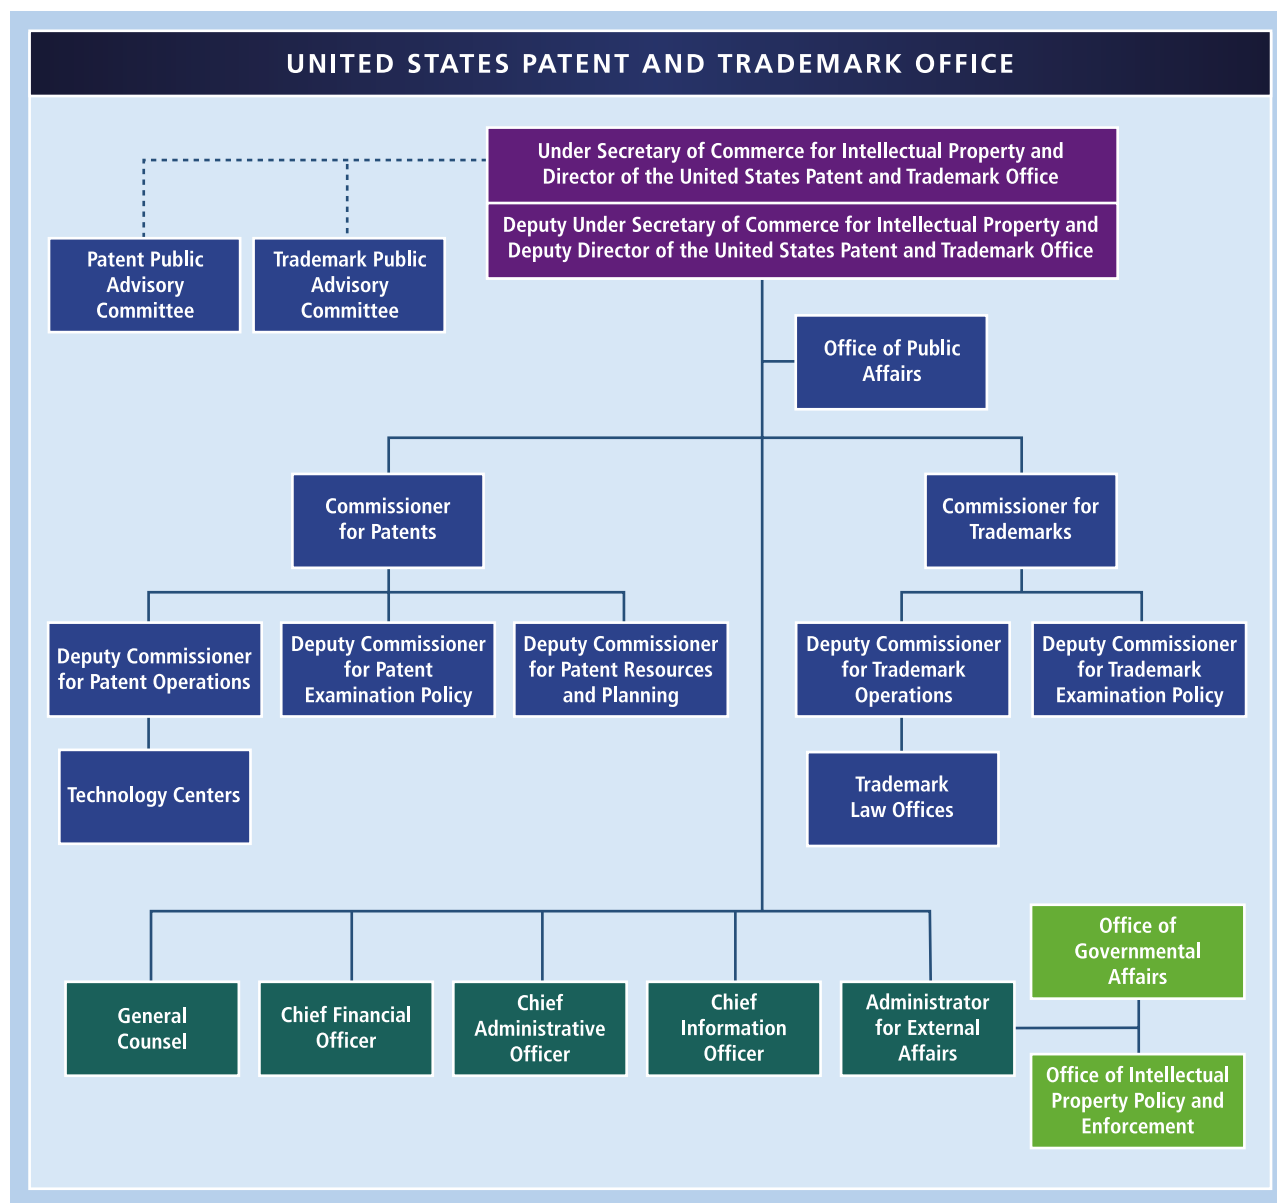 UNITED STATES PATENT AND TRADEMARK OFFICE
Under Secretary of Commerce for Intellectual Property and
Director of the United States Patent and Trademark Office
Deputy Under Secretary of Commerce for Intellectual Property and
Deputy Director of the United States Patent and Trademark Office
Patent Public
Advisory
Committee
Trademark Public
Advisory
Committee
Office of Public
Affairs
Commissioner
for Patents
Commissioner for
Trademarks
Deputy Commissioner
for Patent Operations
Deputy Commissioner
for Patent
Examination Policy
Deputy Commissioner
for Patent Resources
and Planning
Deputy Commissioner
for Trademark
Operations
Deputy Commissioner
for Trademark
Examination Policy
Technology Centers
Trademark
Law Offices
General
Counsel
Chief Financial
Officer
Chief
Administrative
Officer
Chief
Information
Officer
Administrator
for External
Affairs
Office of
Governmental
Affairs
Office of Intellectual
Property Policy and
Enforcement